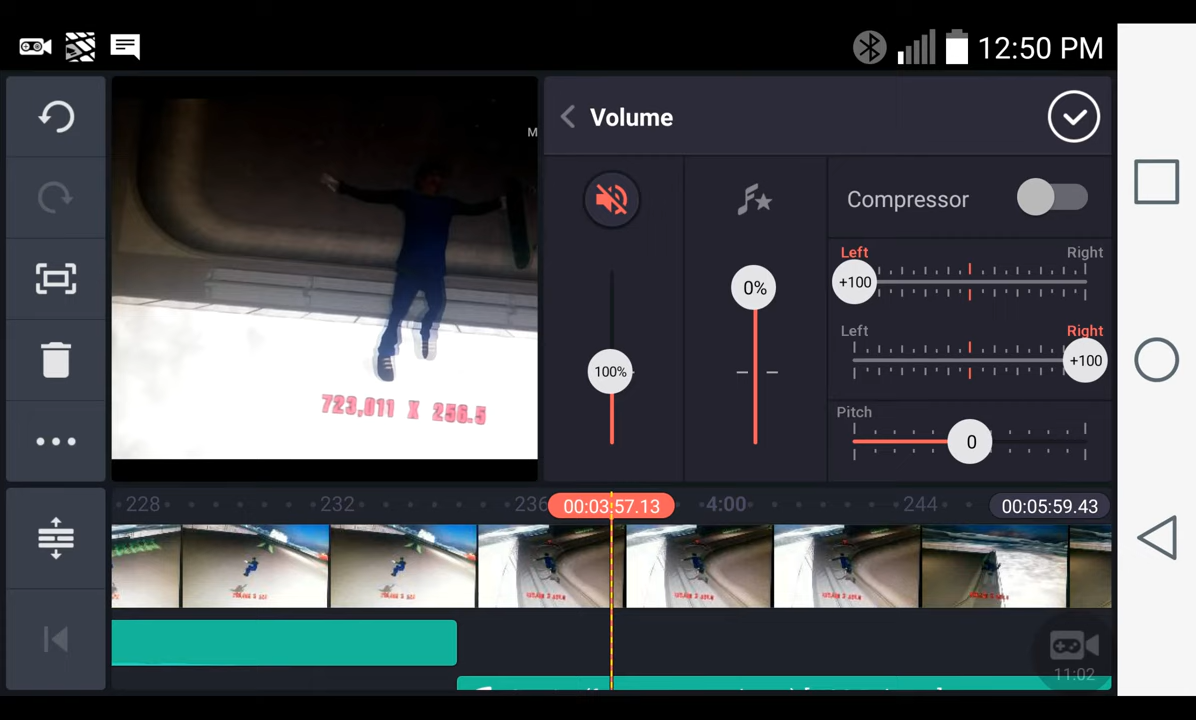 12:50 PM
M
Volume
Compressor
Left
Right
+100
0%
Left
Right
100%
+100
Pitch
0
723,011 X 256.5
228
232
236
00:03:57.13
4:00
244
00:05:59.43
11:02